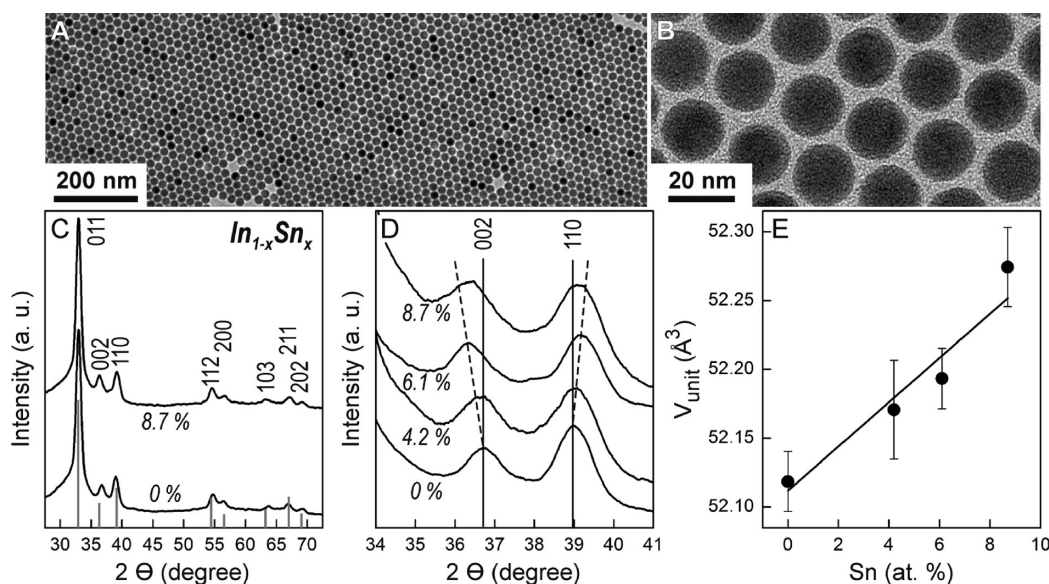 A
200 nm
B
20 nm
C
In1-xSnx
011
002
110
112
200
103
211
202
8.7 %
0 %
Intensity (a. u.)
30 35 40 45 50 55 60 65 70
2 Θ (degree)
D
002
110
8.7 %
6.1 %
4.2 %
0 %
Intensity (a. u.)
34 35 36 37 38 39 40 41
2 Θ (degree)
E
52.30
52.25
52.20
52.15
52.10
Vunit (Å3)
0 2 4 6 8 10
Sn (at. %)